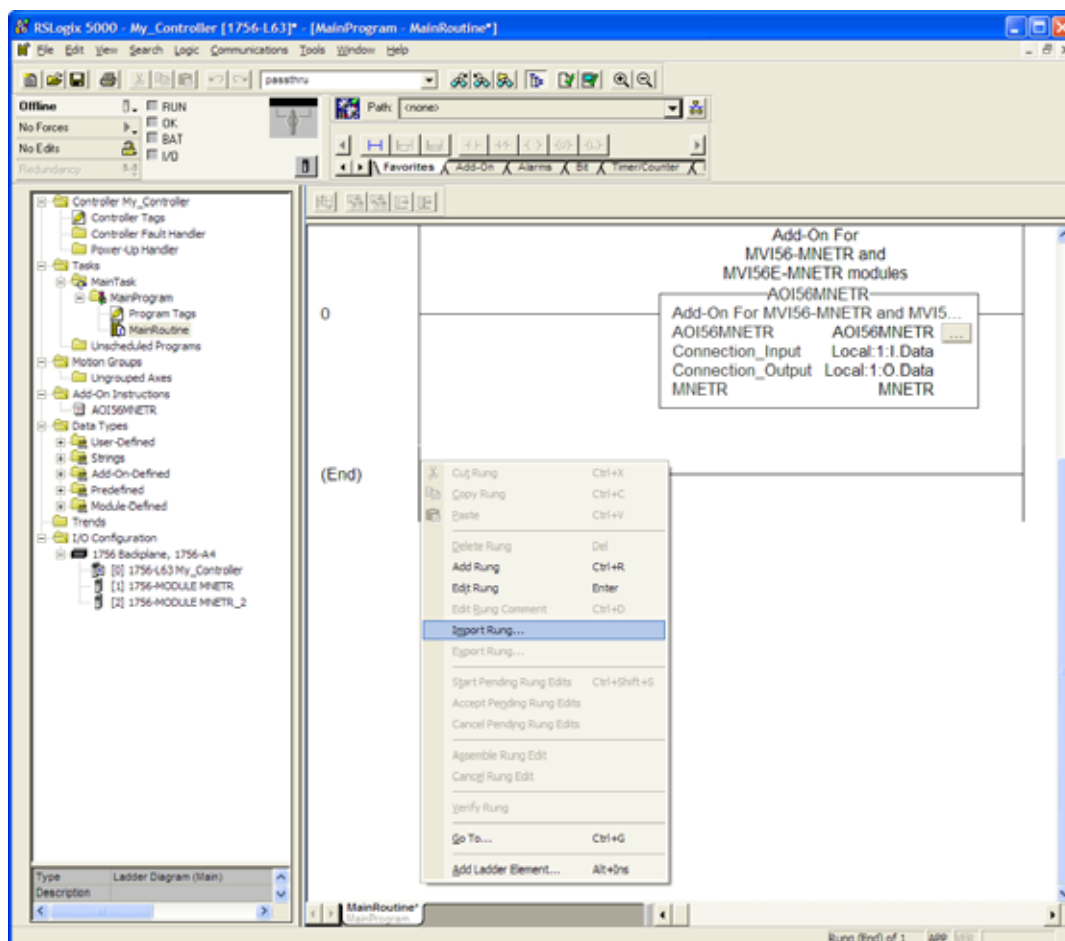 RSLogix 5000 - My_Controller [1756-L63]* - [MainProgram - MainRoutine*]
File Edit View Search Logic Communications Tools Window Help
passthru
Offline
RUN
No Forces
OK
No Edits
BAT
Redundancy
I/O
Path: <none>
Favorites Add-On Alarms Bit Timer/Counter
Controller My_Controller
Controller Tags
Controller Fault Handler
Power-Up Handler
Tasks
MainTask
MainProgram
Program Tags
MainRoutine
Unscheduled Programs
Motion Groups
Ungrouped Axes
Add-On Instructions
AOI56MNETR
Data Types
User-Defined
Strings
Add-On-Defined
Predefined
Module-Defined
Trends
I/O Configuration
1756 Backplane, 1756-A4
[0] 1756-L63 My_Controller
[1] 1756-MODULE MNETR
[2] 1756-MODULE MNETR_2
Type Ladder Diagram (Main)
Description
Add-On For
MVI56-MNETR and
MVI56E-MNETR modules
AOI56MNETR
0
Add-On For MVI56-MNETR and MVI5...
AOI56MNETR AOI56MNETR ...
Connection_Input Local:1:I.Data
Connection_Output Local:1:O.Data
MNETR MNETR
(End)
Cut Rung Ctrl+X
Copy Rung Ctrl+C
Paste Ctrl+V
Delete Rung Del
Add Rung Ctrl+R
Edit Rung Enter
Edit Rung Comment Ctrl+D
Import Rung...
Export Rung...
Start Pending Rung Edits Ctrl+Shift+S
Accept Pending Rung Edits
Cancel Pending Rung Edits
Assemble Rung Edit
Cancel Rung Edit
Verify Rung
Go To... Ctrl+G
Add Ladder Element... Alt+Ins
MainRoutine*
MainProgram
Rung (End) of 1 APP VER